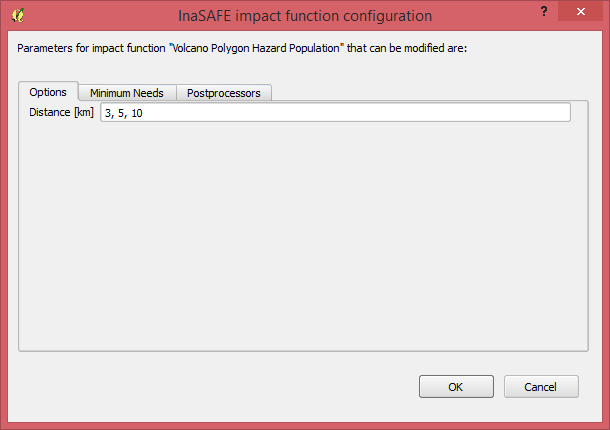 InaSAFE impact function configuration
? ×
Parameters for impact function "Volcano Polygon Hazard Population" that can be modified are:
Options Minimum Needs Postprocessors
Distance [km] 3, 5, 10
OK Cancel